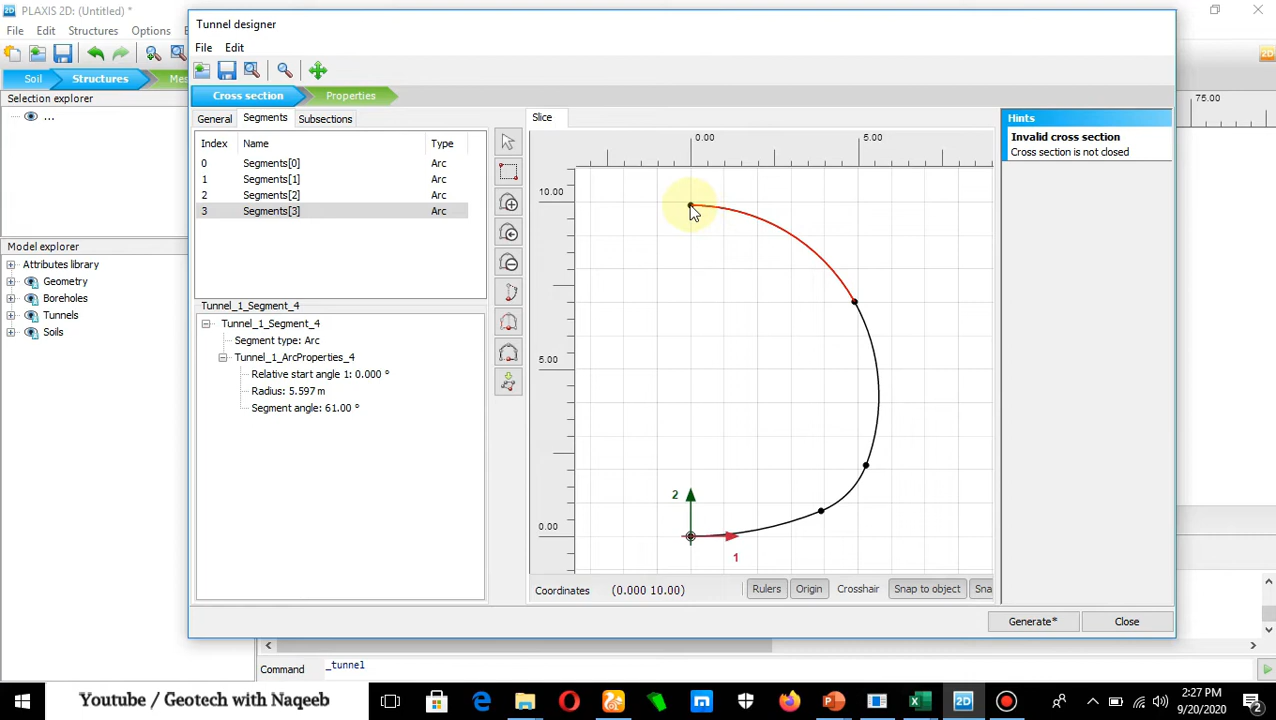 PLAXIS 2D: (Untitled) *
File Edit Structures Options
Soil Structures Mes
Selection explorer
...
Model explorer
Attributes library
Geometry
Boreholes
Tunnels
Soils
Tunnel designer
File Edit
Cross section Properties
General Segments Subsections
Index Name Type
0 Segments[0] Arc
1 Segments[1] Arc
2 Segments[2] Arc
3 Segments[3] Arc
Tunnel_1_Segment_4
Tunnel_1_Segment_4
Segment type: Arc
Tunnel_1_ArcProperties_4
Relative start angle 1: 0.000 °
Radius: 5.597 m
Segment angle: 61.00 °
Slice
0.00 5.00
10.00
5.00
0.00
2
1
Coordinates (0.000 10.00) Rulers Origin Crosshair Snap to object Sna
Hints
Invalid cross section
Cross section is not closed
Generate* Close
75.00
2D
Command _tunnel
Youtube / Geotech with Naqeeb
2D
2:27 PM
9/20/2020
2